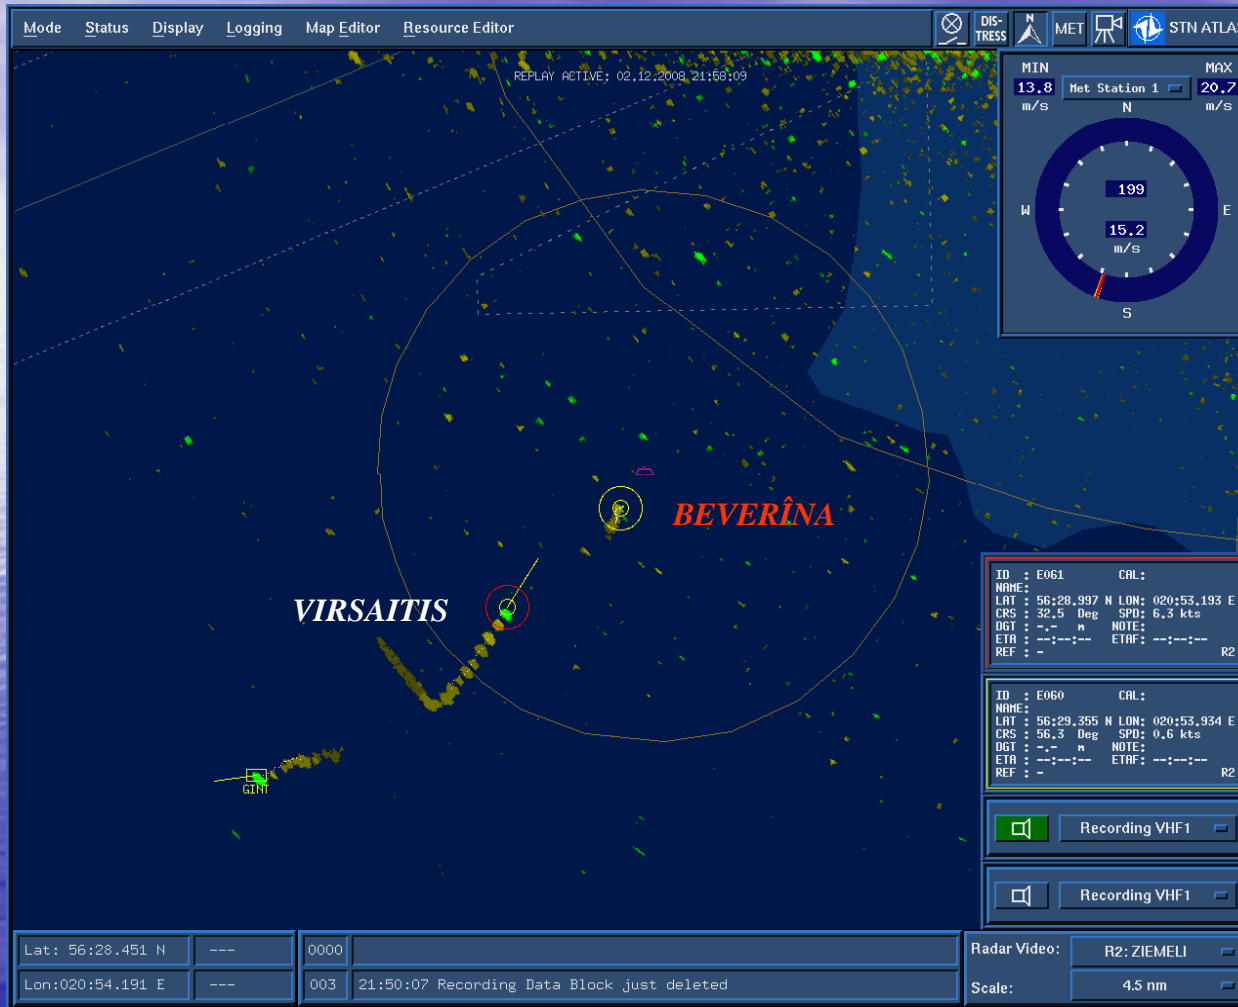 Mode Status Display Logging Map Editor Resource Editor
DIS-
TRESS
N
MET
STN ATLAS
REPLAY ACTIVE: 02.12.2008 21:58:09
MIN MAX
13.8 Met Station 1 20.7
m/s m/s
N
199
W E
15.2
m/s
S
BEVERÎNA
VIRSAITIS
GINT
ID : E061 CAL:
NAME:
LAT : 56:28.997 N LON: 020:53.193 E
CRS : 32.5 Deg SPD: 6.3 kts
DGT : -.- m NOTE:
ETA : --:--:-- ETAF: --:--:--
REF : - R2
ID : E060 CAL:
NAME:
LAT : 56:29.355 N LON: 020:53.934 E
CRS : 56.3 Deg SPD: 0.6 kts
DGT : -.- m NOTE:
ETA : --:--:-- ETAF: --:--:--
REF : - R2
Recording VHF1
Recording VHF1
Lat: 56:28.451 N --- 0000
Lon:020:54.191 E --- 003 21:50:07 Recording Data Block just deleted
Radar Video: R2: ZIEMELI
Scale: 4.5 nm